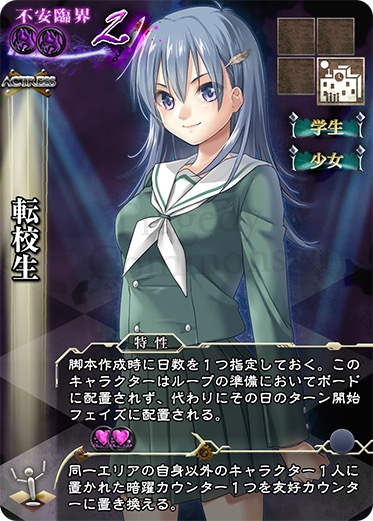 不安臨界
2
ACTRESS
学生
少女
転校生
特性
脚本作成時に日数を1つ指定しておく。この
キャラクターはループの準備においてボード
に配置されず、代わりにその日のターン開始
フェイズに配置される。
同一エリアの自身以外のキャラクター1人に
置かれた暗躍カウンター1つを友好カウンター
に置き換える。